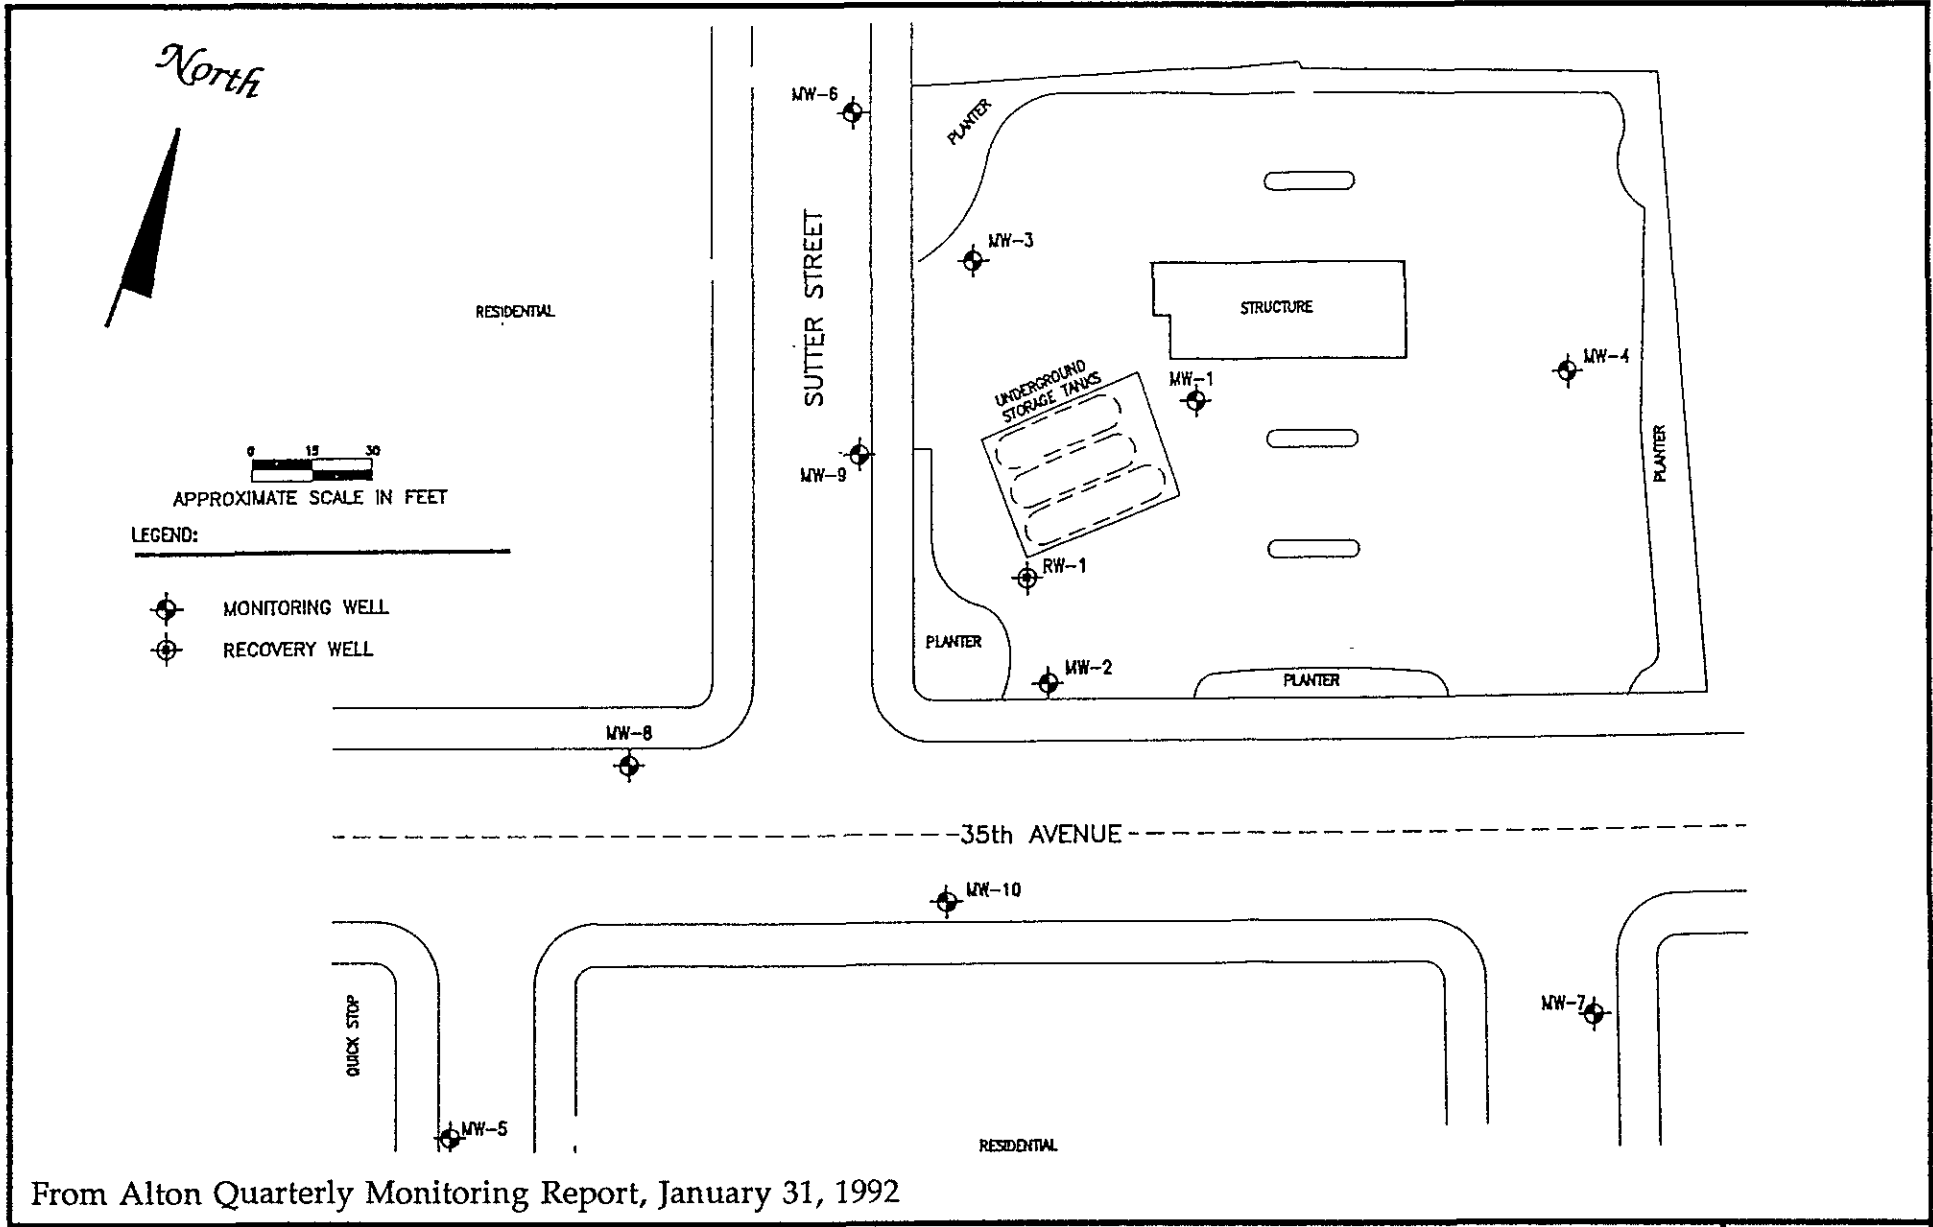 North
MW-6
PLANTER
SUTTER STREET
MW-3
RESIDENTIAL
STRUCTURE
MW-4
UNDERGROUND
STORAGE TANKS
MW-1
PLANTER
0 15 30
APPROXIMATE SCALE IN FEET
MW-9
LEGEND:
MONITORING WELL
RECOVERY WELL
RW-1
PLANTER
MW-2
PLANTER
MW-8
35th AVENUE
MW-10
QUICK STOP
MW-7
MW-5
RESIDENTIAL
From Alton Quarterly Monitoring Report, January 31, 1992